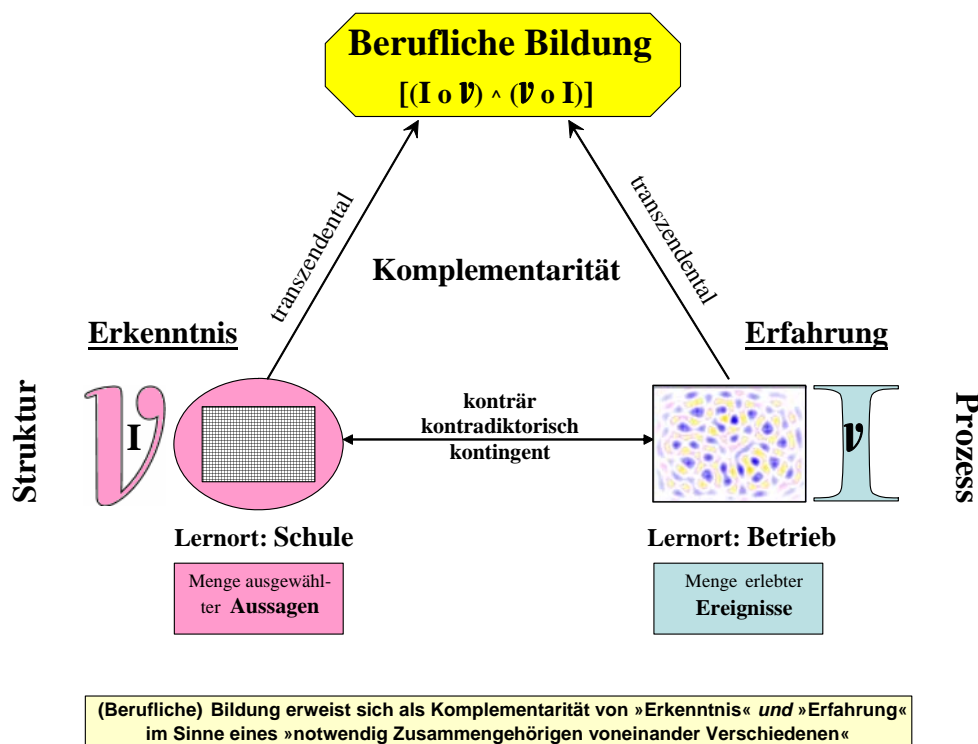 Berufliche Bildung
[(I o V) ^ (V o I)]
transzendental
transzendental
Komplementarität
Erkenntnis
Erfahrung
Struktur
V
I
konträr
kontradiktorisch
kontingent
V
I
Prozess
Lernort: Schule
Lernort: Betrieb
Menge ausgewähl-
ter Aussagen
Menge erlebter
Ereignisse
(Berufliche) Bildung erweist sich als Komplementarität von »Erkenntnis« und »Erfahrung«
im Sinne eines »notwendig Zusammengehörigen voneinander Verschiedenen«